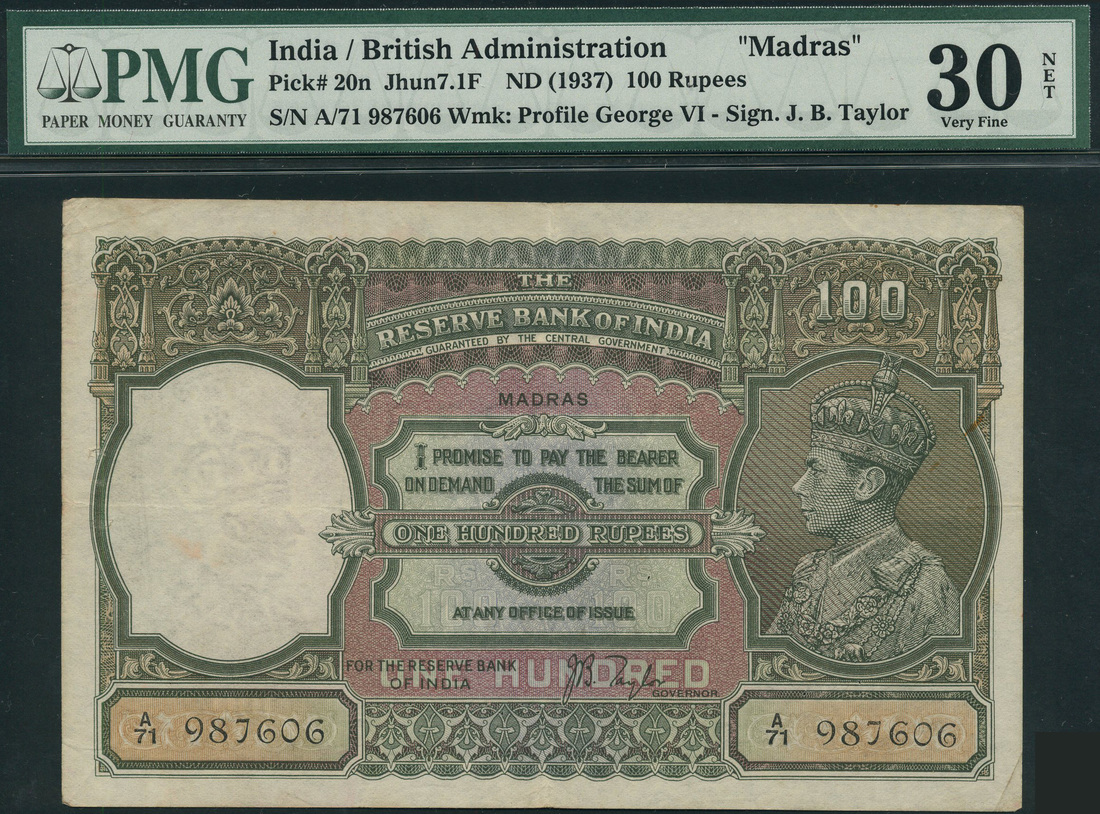 PMG
PAPER MONEY GUARANTY
India / British Administration "Madras"
Pick# 20n Jhun7.1F ND (1937) 100 Rupees
S/N A/71 987606 Wmk: Profile George VI - Sign. J. B. Taylor
30
NET
Very Fine
100
THE
RESERVE BANK OF INDIA
GUARANTEED BY THE CENTRAL GOVERNMENT
MADRAS
I PROMISE TO PAY THE BEARER
ON DEMAND THE SUM OF
ONE HUNDRED RUPEES
RS RS
100 100
AT ANY OFFICE OF ISSUE
ONE HUNDRED
FOR THE RESERVE BANK
OF INDIA
J B. Taylor
GOVERNOR.
A/71 987606
A/71 987606